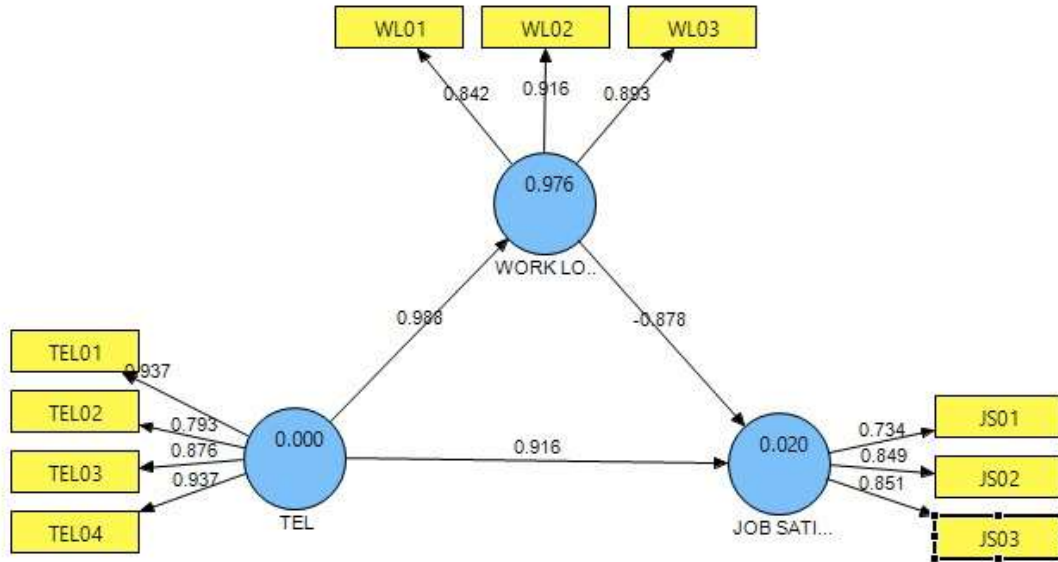 WL01 WL02 WL03
0.842 0.916 0.893
0.976
WORK LO..
0.988 -0.878
TEL01
0.937
TEL02
0.793
TEL03
0.876
TEL04
0.937
0.000
TEL
0.916
0.020
JOB SATI...
JS01
0.734
JS02
0.849
JS03
0.851